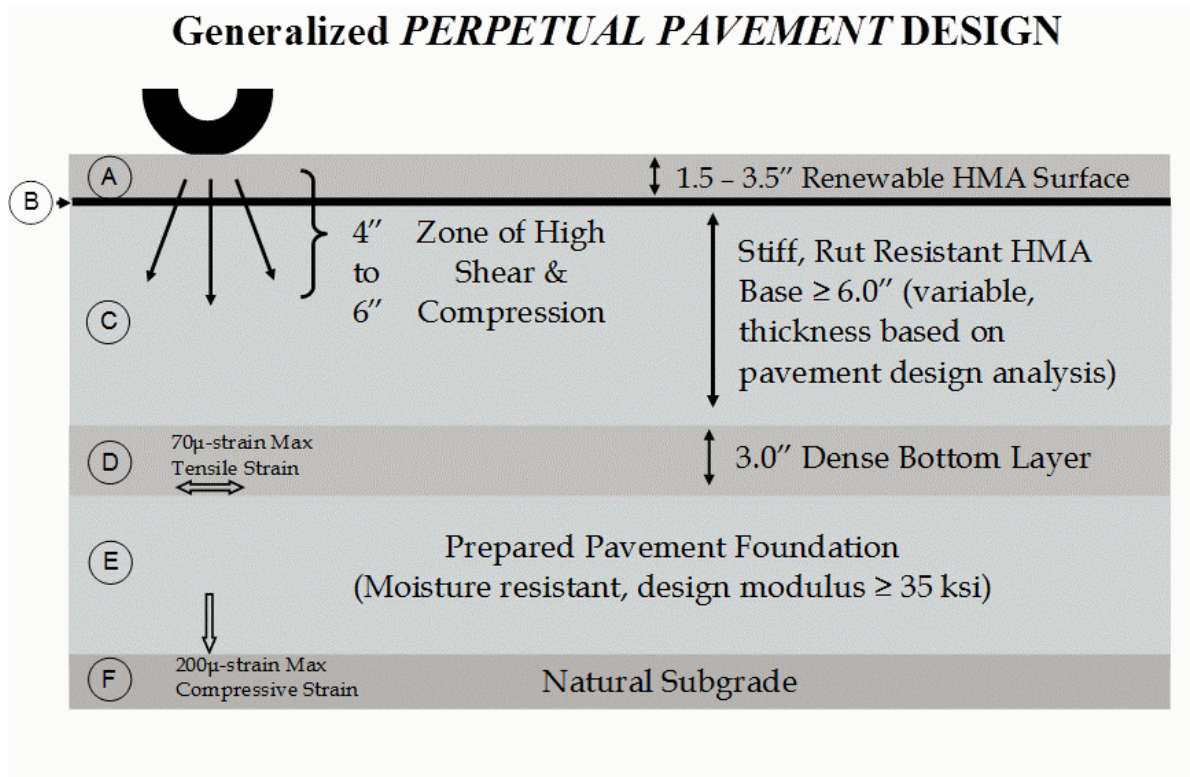 Generalized PERPETUAL PAVEMENT DESIGN
A
1.5 – 3.5” Renewable HMA Surface
B
4” Zone of High
to Shear &
6” Compression
Stiff, Rut Resistant HMA
Base ≥ 6.0” (variable,
thickness based on
pavement design analysis)
C
D
70μ-strain Max
Tensile Strain
3.0” Dense Bottom Layer
E
Prepared Pavement Foundation
(Moisture resistant, design modulus ≥ 35 ksi)
F
200μ-strain Max
Compressive Strain
Natural Subgrade